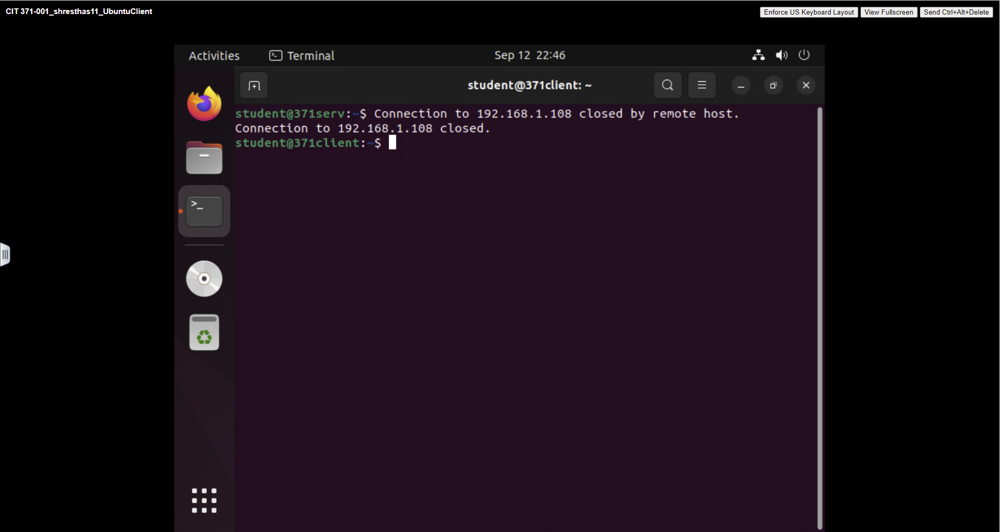 CIT 371-001_shresthas11_UbuntuClient
Enforce US Keyboard Layout
View Fullscreen
Send Ctrl+Alt+Delete
Activities
Terminal
Sep 12 22:46
student@371client: ~
student@371serv:~$ Connection to 192.168.1.108 closed by remote host.
Connection to 192.168.1.108 closed.
student@371client:~$